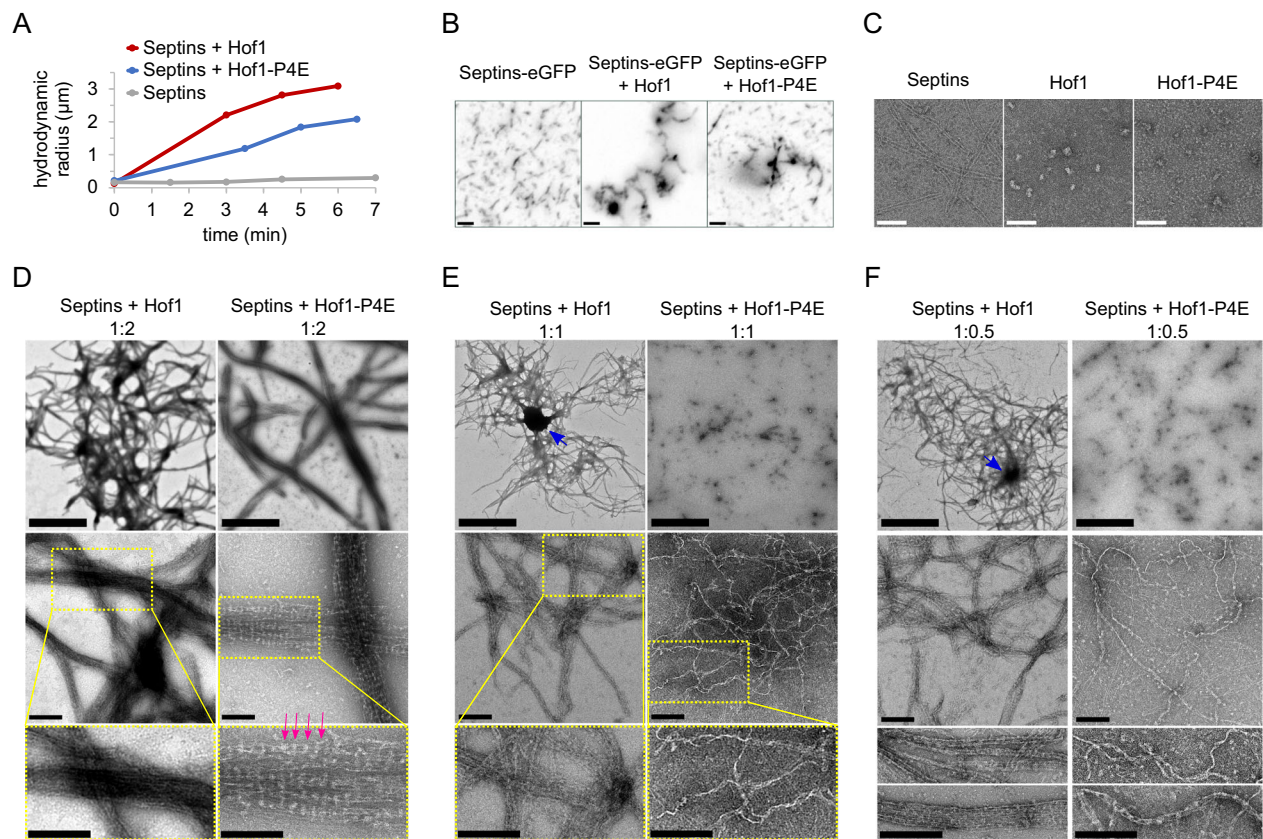 A
Septins + Hof1
Septins + Hof1-P4E
Septins
hydrodynamic
radius (μm)
3
2
1
0
0 1 2 3 4 5 6 7
time (min)
B
Septins-eGFP
Septins-eGFP
+ Hof1
Septins-eGFP
+ Hof1-P4E
C
Septins
Hof1
Hof1-P4E
D
Septins + Hof1
1:2
Septins + Hof1-P4E
1:2
E
Septins + Hof1
1:1
Septins + Hof1-P4E
1:1
F
Septins + Hof1
1:0.5
Septins + Hof1-P4E
1:0.5